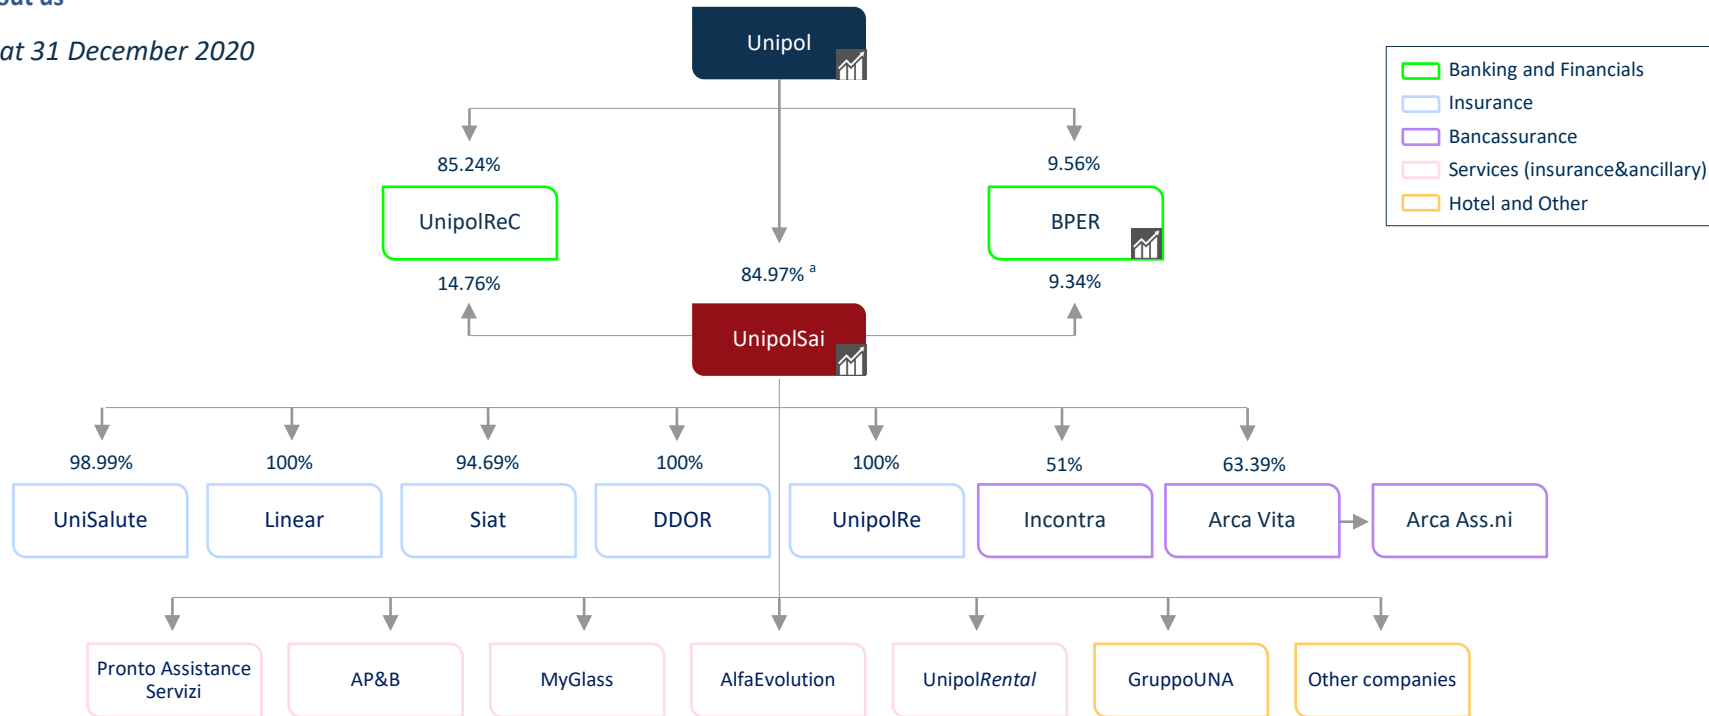 out us
at 31 December 2020
Unipol
Banking and Financials
Insurance
Bancassurance
Services (insurance&ancillary)
Hotel and Other
85.24%
9.56%
UnipolReC
BPER
14.76%
84.97% a
9.34%
UnipolSai
98.99%
100%
94.69%
100%
100%
51%
63.39%
UniSalute
Linear
Siat
DDOR
UnipolRe
Incontra
Arca Vita
Arca Ass.ni
Pronto Assistance
Servizi
AP&B
MyGlass
AlfaEvolution
UnipolRental
GruppoUNA
Other companies